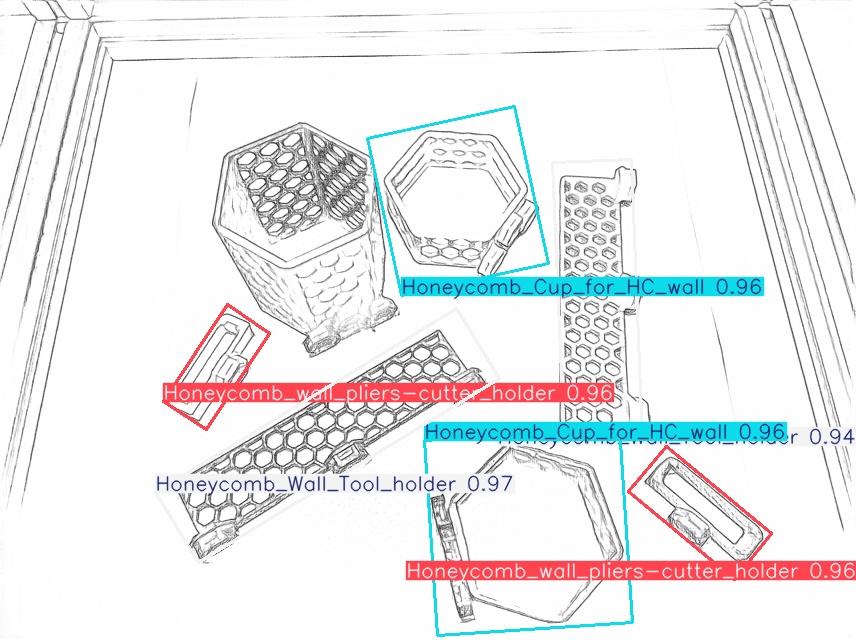 Honeycomb_Cup_for_HC_wall 0.96
Honeycomb_wall_pliers-cutter_holder 0.96
Honeycomb_Cup_for_HC_wall 0.96
Honeycomb_Wall_Tool_holder 0.94
Honeycomb_Wall_Tool_holder 0.97
Honeycomb_wall_pliers-cutter_holder 0.96